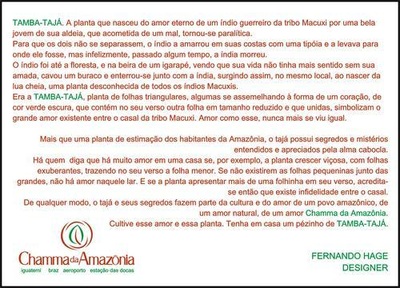 TAMBA-TAJÁ. A planta que nasceu do amor eterno de um índio guerreiro da tribo Macuxi por uma bela
jovem de sua aldeia, que acometida de um mal, tornou-se paralítica.
Para que os dois não se separassem, o índio a amarrou em suas costas com uma tipóia e a levava para
onde ele fosse, mas infelizmente, passado algum tempo, a índia morreu.
O índio foi até a floresta, e na beira de um igarapé, vendo que sua vida não tinha mais sentido sem sua
amada, cavou um buraco e enterrou-se junto com a índia, surgindo assim, no mesmo local, ao nascer da
lua cheia, uma planta desconhecida de todos os índios Macuxis.
Era a TAMBA-TAJÁ, planta de folhas triangulares, algumas se assemelhando à forma de um coração, de
cor verde escura, que contém no seu verso outra folha em tamanho reduzido e que unidas, simbolizam o
grande amor existente entre o casal da tribo Macuxi. Amor como esse, nunca mais se viu igual.
Mais que uma planta de estimação dos habitantes da Amazônia, o tajá possui segredos e mistérios
entendidos e apreciados pela alma cabocla.
Há quem diga que há muito amor em uma casa se, por exemplo, a planta crescer viçosa, com folhas
exuberantes, trazendo no seu verso a folha menor. Se não existirem as folhas pequeninas junto das
grandes, não há amor naquele lar. E se a planta apresentar mais de uma folhinha em seu verso, acredita-
se então que existe infidelidade entre o casal.
De qualquer modo, o tajá e seus segredos fazem parte da cultura e do amor de um povo amazônico, de
um amor natural, de um amor Chamma da Amazônia.
Cultive esse amor e essa planta. Tenha em casa um pézinho de TAMBA-TAJÁ.
Chamma da Amazônia
iguatemi braz aeroporto estação das docas
FERNANDO HAGE
DESIGNER